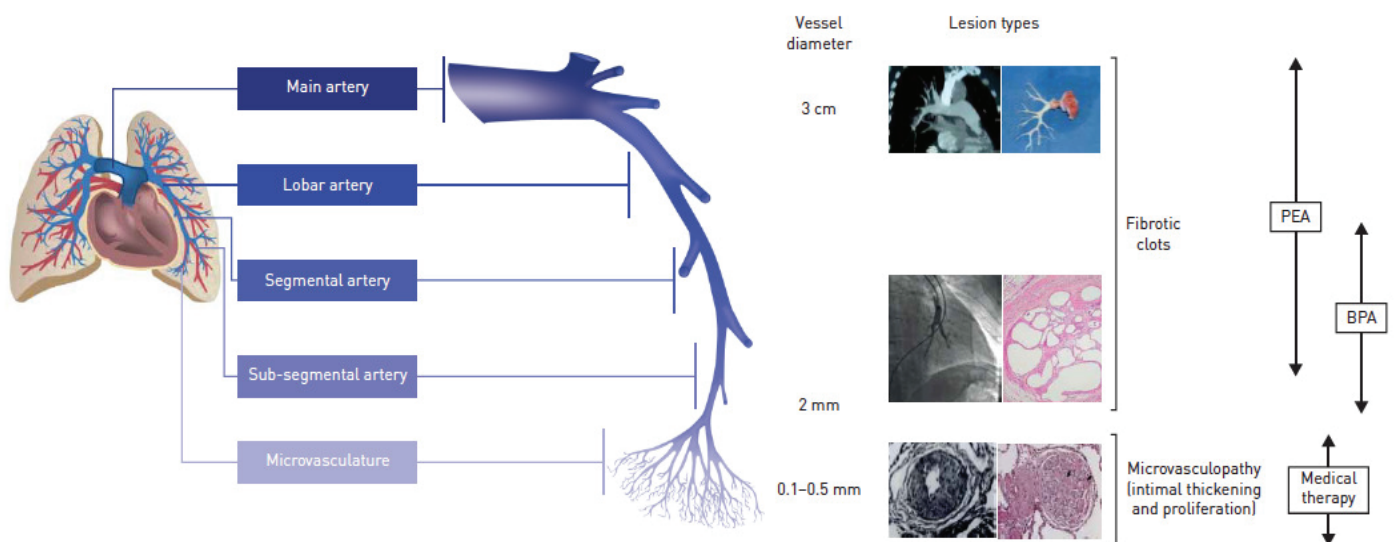 Vessel
diameter
Lesion types
Main artery
3 cm
Lobar artery
Fibrotic
clots
PEA
Segmental artery
BPA
Sub-segmental artery
2 mm
Microvasculature
0.1–0.5 mm
Microvasculopathy
(intimal thickening
and proliferation)
Medical
therapy